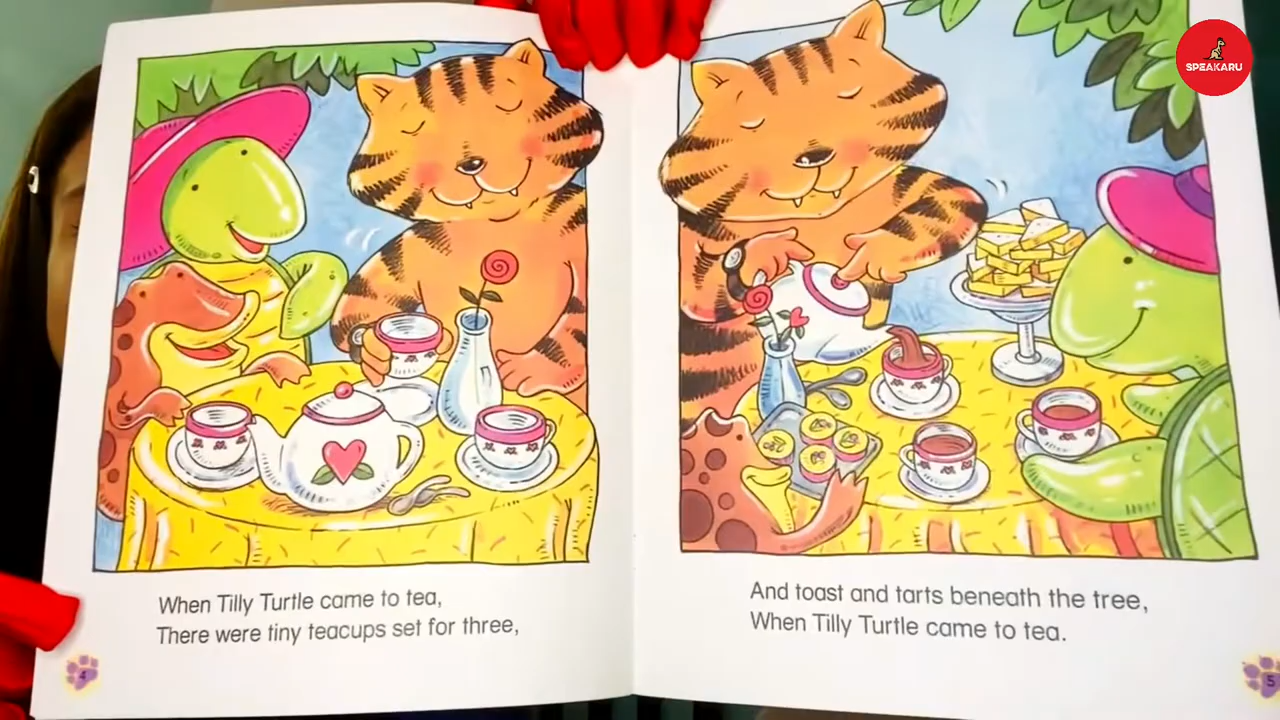 SPEAKARU
When Tilly Turtle came to tea,
There were tiny teacups set for three,
4
And toast and tarts beneath the tree,
When Tilly Turtle came to tea.
5